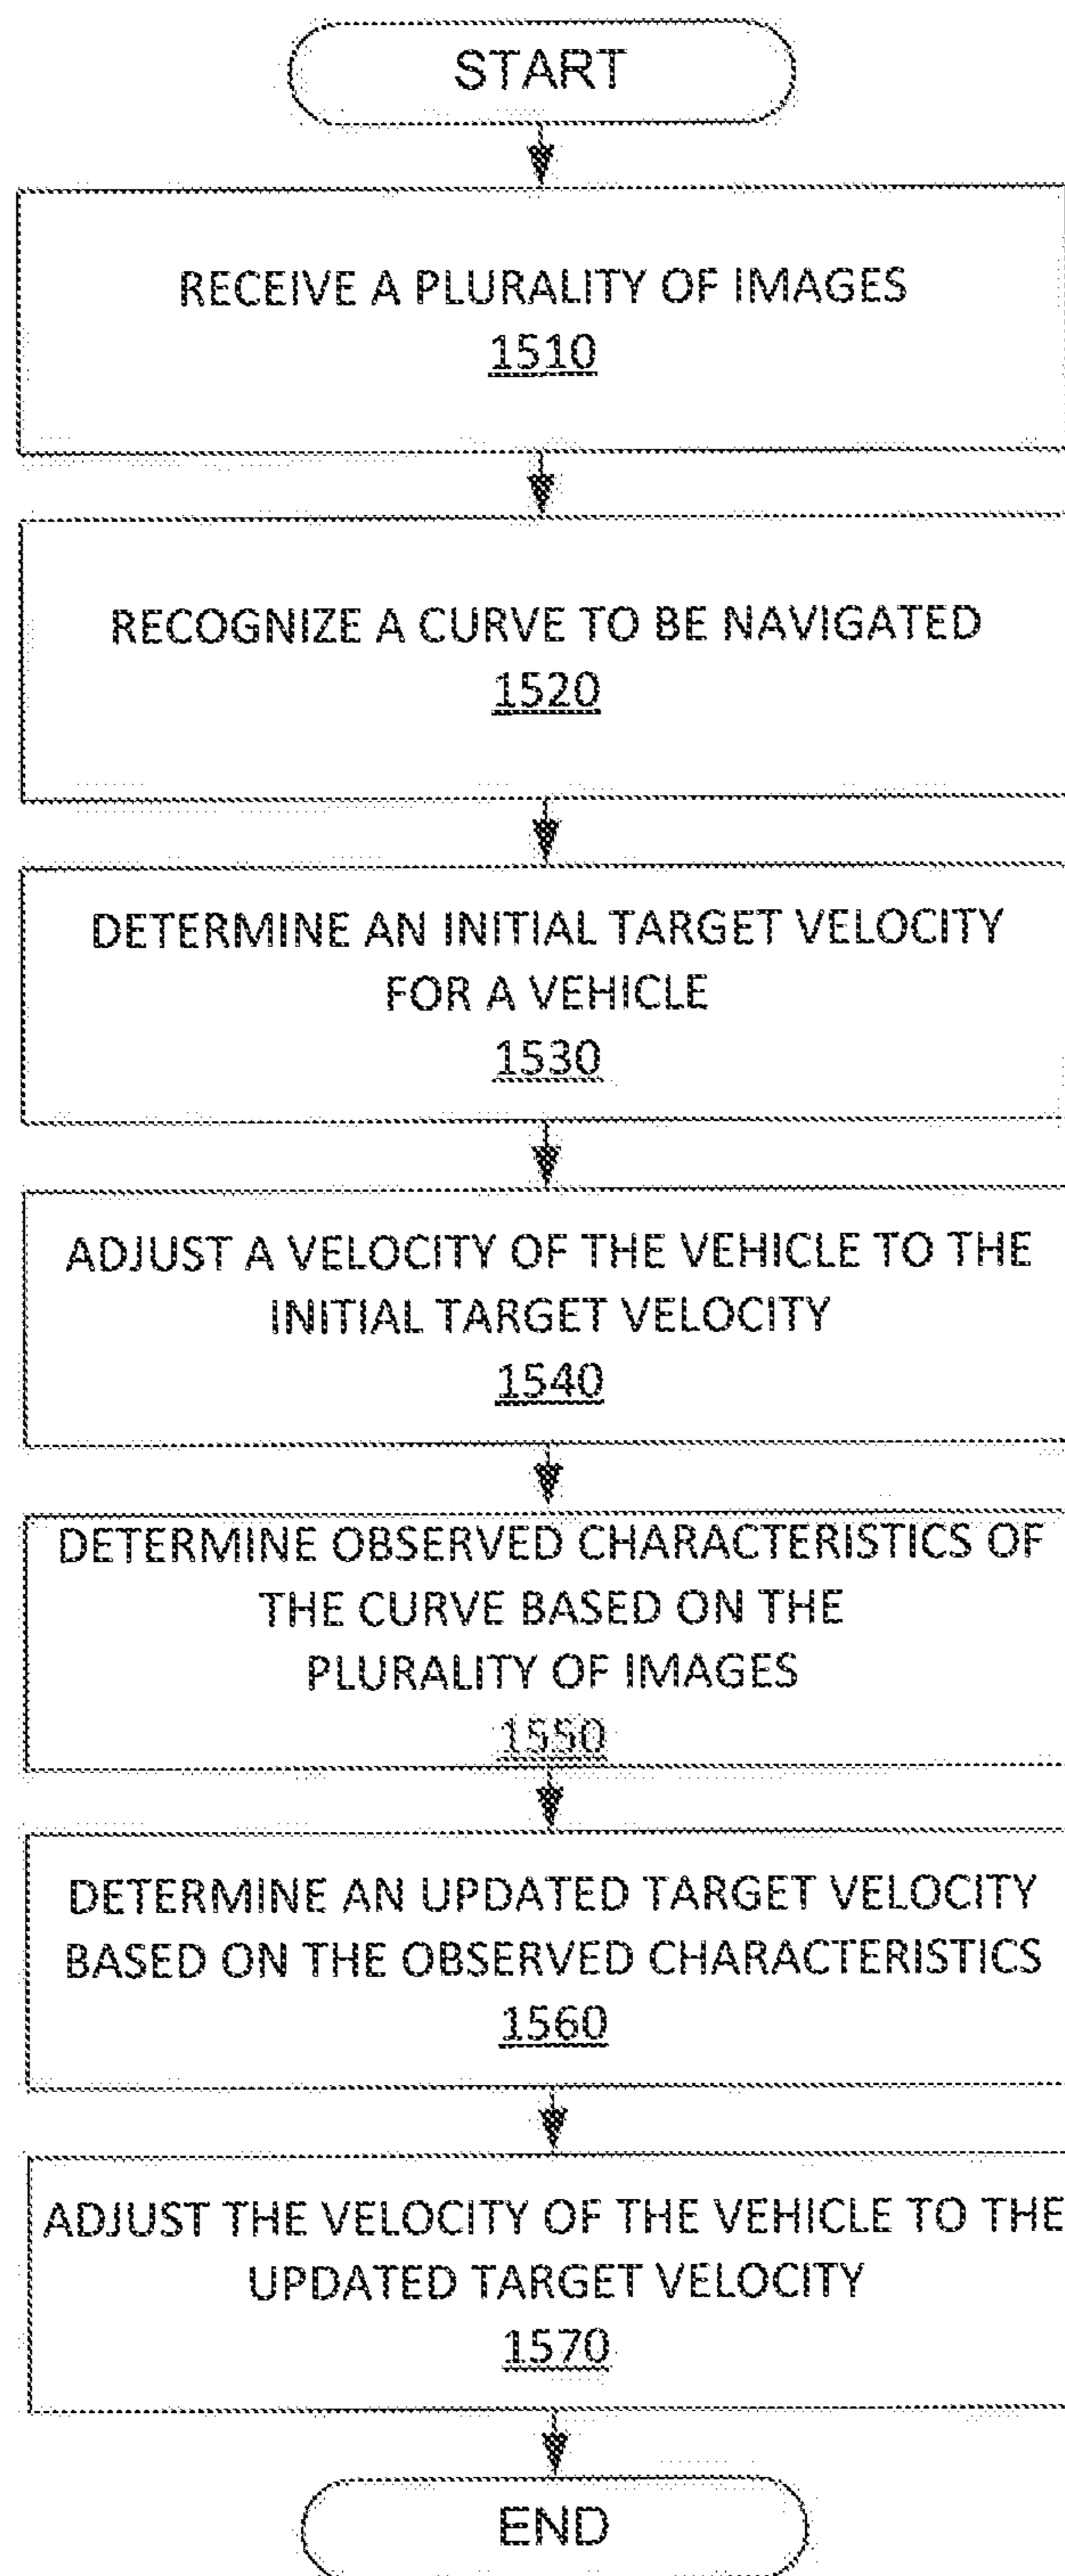 START
RECEIVE A PLURALITY OF IMAGES
1510
RECOGNIZE A CURVE TO BE NAVIGATED
1520
DETERMINE AN INITIAL TARGET VELOCITY
FOR A VEHICLE
1530
ADJUST A VELOCITY OF THE VEHICLE TO THE
INITIAL TARGET VELOCITY
1540
DETERMINE OBSERVED CHARACTERISTICS OF
THE CURVE BASED ON THE
PLURALITY OF IMAGES
1550
DETERMINE AN UPDATED TARGET VELOCITY
BASED ON THE OBSERVED CHARACTERISTICS
1560
ADJUST THE VELOCITY OF THE VEHICLE TO THE
UPDATED TARGET VELOCITY
1570
END